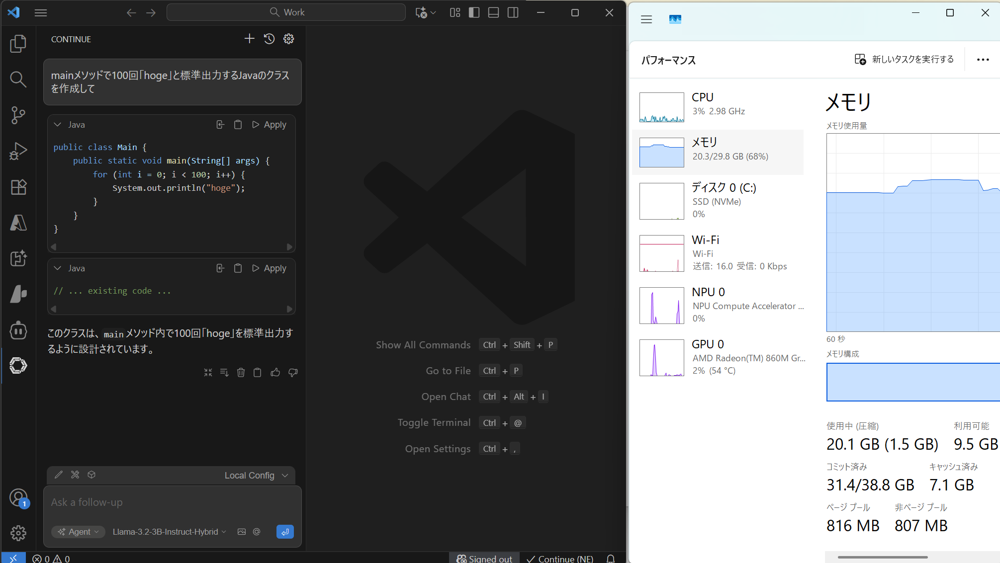 Work
CONTINUE
mainメソッドで100回「hoge」と標準出力するJavaのクラス
を作成して
Java
Apply
public class Main {
    public static void main(String[] args) {
        for (int i = 0; i < 100; i++) {
            System.out.println("hoge");
        }
    }
}
Java
Apply
// ... existing code ...
このクラスは、mainメソッド内で100回「hoge」を標準出力す
るように設計されています。
Local Config
Ask a follow-up
Agent
Llama-3.2-3B-Instruct-Hybrid
1
0 0
Signed out
Continue (NE)
Show All Commands Ctrl + Shift + P
Go to File Ctrl + P
Open Chat Ctrl + Alt + I
Toggle Terminal Ctrl + @
Open Settings Ctrl + ,
パフォーマンス
新しいタスクを実行する
CPU
3% 2.98 GHz
メモリ
20.3/29.8 GB (68%)
ディスク 0 (C:)
SSD (NVMe)
0%
Wi-Fi
Wi-Fi
送信: 16.0 受信: 0 Kbps
NPU 0
NPU Compute Accelerator ...
0%
GPU 0
AMD Radeon(TM) 860M Gr...
2% (54 °C)
メモリ
メモリ使用量
60 秒
メモリ構成
使用中 (圧縮)
利用可能
20.1 GB (1.5 GB)
9.5 GB
コミット済み
キャッシュ済み
31.4/38.8 GB
7.1 GB
ページ プール
非ページ プール
816 MB
807 MB